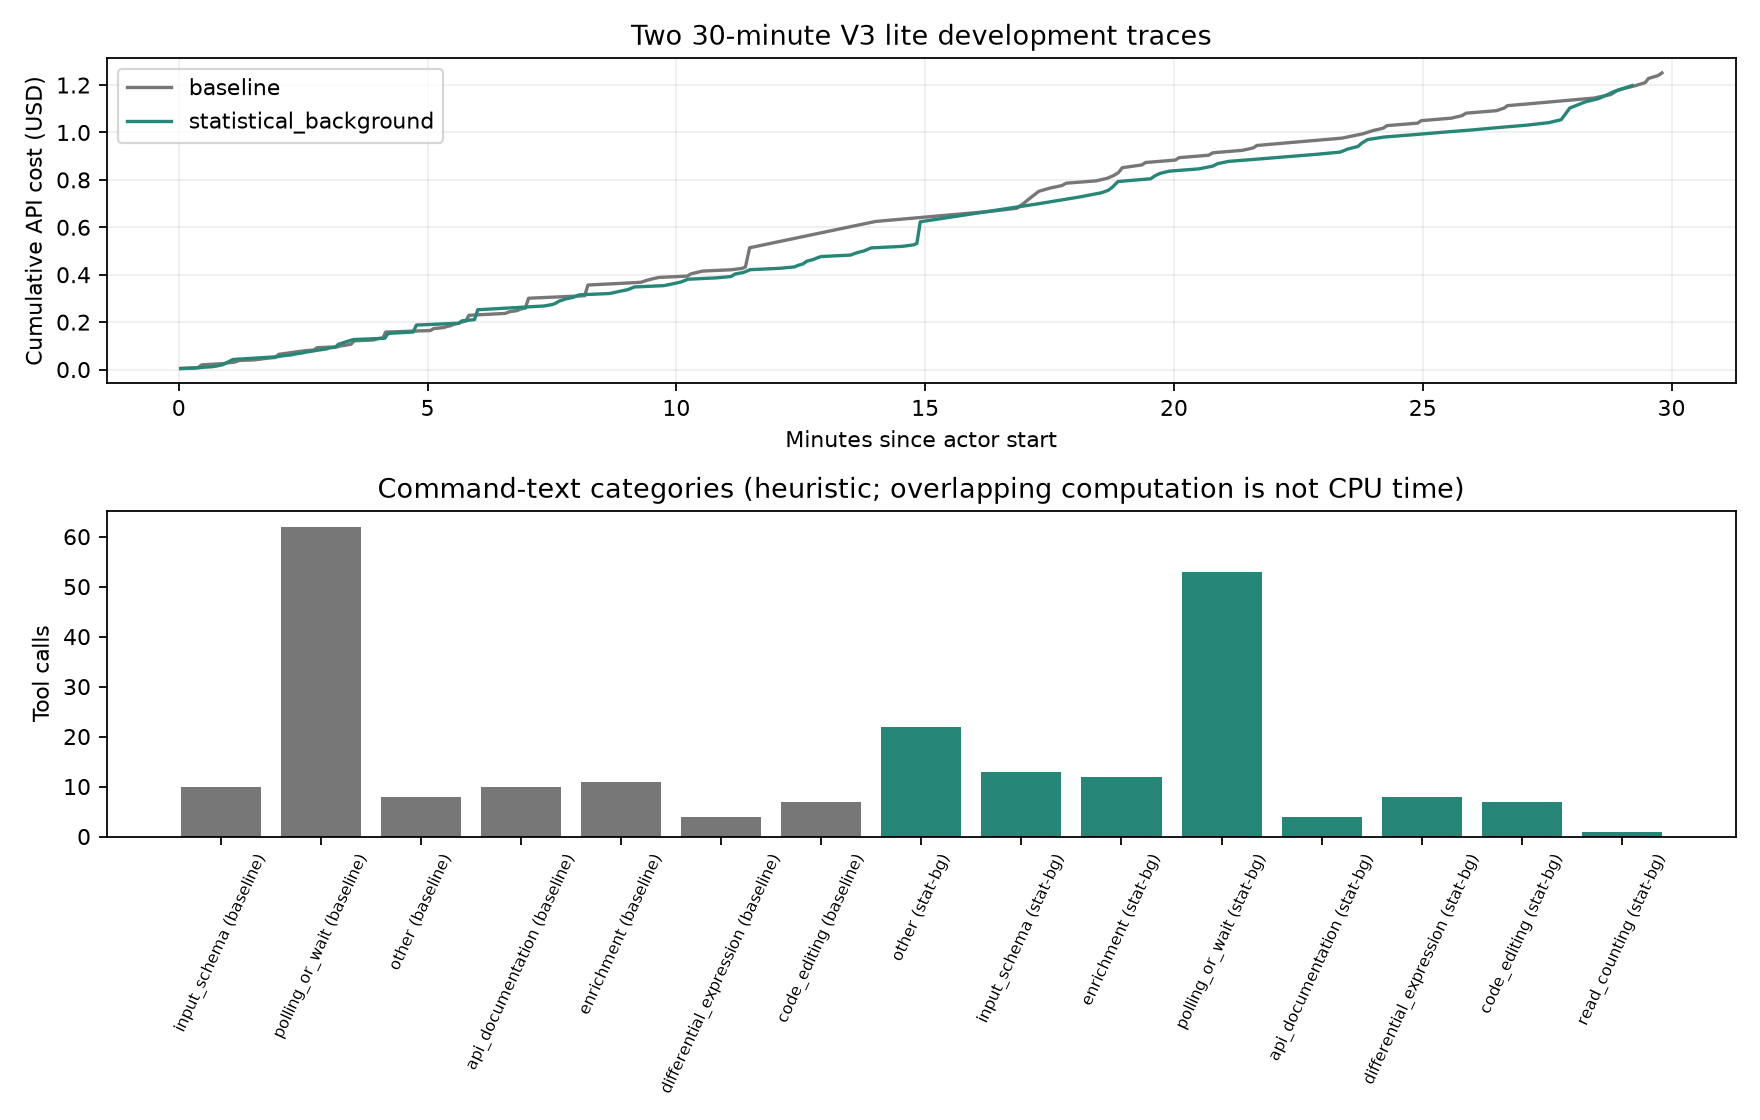 Two 30-minute V3 lite development traces
baseline
statistical_background
Cumulative API cost (USD)
1.2
1.0
0.8
0.6
0.4
0.2
0.0
0 5 10 15 20 25 30
Minutes since actor start
Command-text categories (heuristic; overlapping computation is not CPU time)
Tool calls
60
50
40
30
20
10
0
input_schema (baseline)
polling_or_wait (baseline)
other (baseline)
api_documentation (baseline)
enrichment (baseline)
differential_expression (baseline)
code_editing (baseline)
other (stat-bg)
input_schema (stat-bg)
enrichment (stat-bg)
polling_or_wait (stat-bg)
api_documentation (stat-bg)
differential_expression (stat-bg)
code_editing (stat-bg)
read_counting (stat-bg)